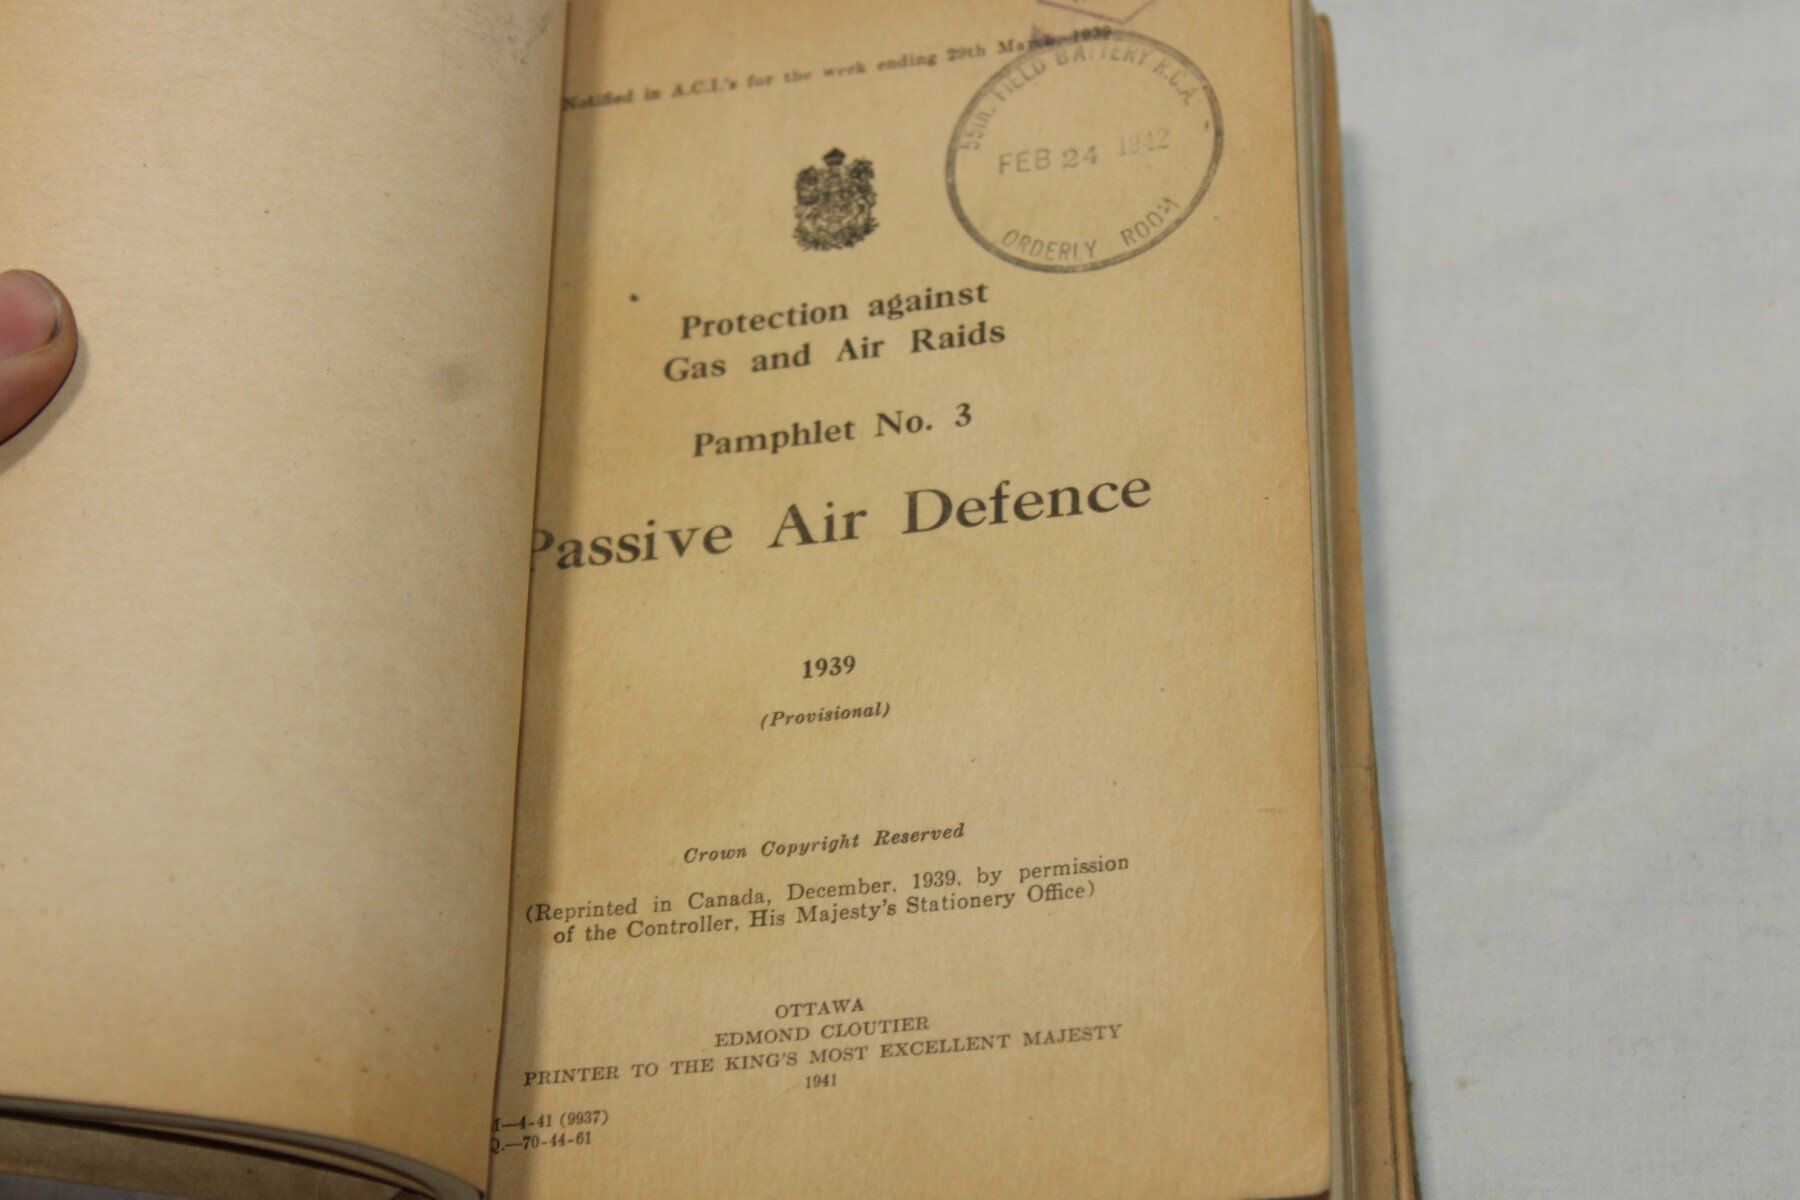 Notified in A.C.I.'s for the week ending 29th March, 1939
55th. FIELD BATTERY R.C.A.
FEB 24 1942
ORDERLY ROOM
Protection against
Gas and Air Raids
Pamphlet No. 3
Passive Air Defence
1939
(Provisional)
Crown Copyright Reserved
(Reprinted in Canada, December, 1939, by permission
of the Controller, His Majesty's Stationery Office)
OTTAWA
EDMOND CLOUTIER
PRINTER TO THE KING'S MOST EXCELLENT MAJESTY
1941
M—4-41 (9937)
Q.—70-44-61